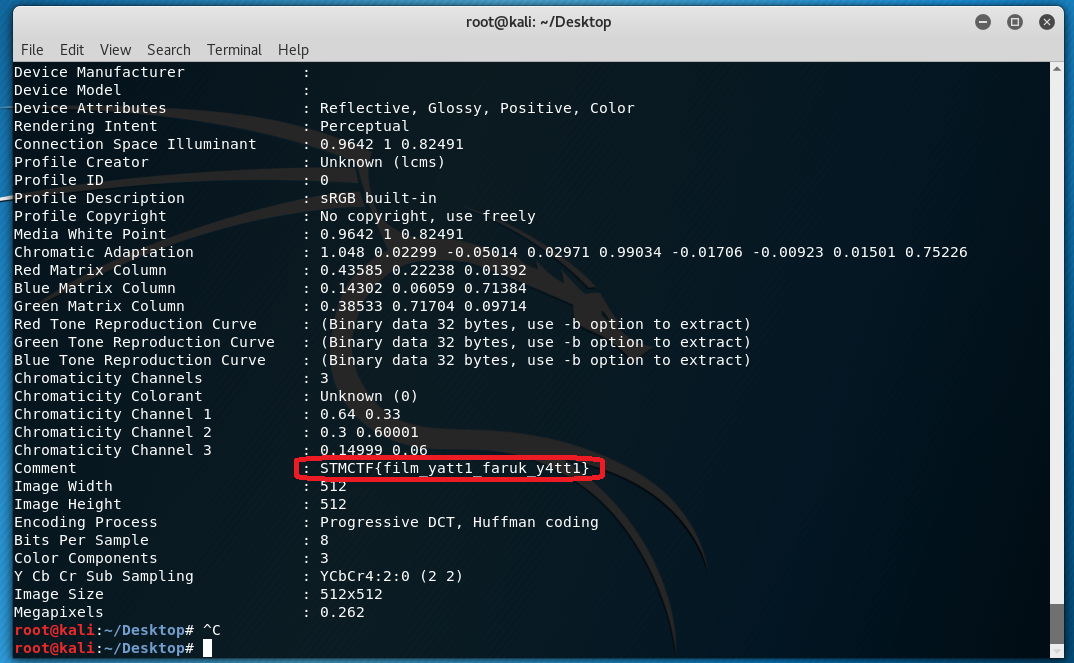 root@kali: ~/Desktop
File Edit View Search Terminal Help
Device Manufacturer :
Device Model :
Device Attributes : Reflective, Glossy, Positive, Color
Rendering Intent : Perceptual
Connection Space Illuminant : 0.9642 1 0.82491
Profile Creator : Unknown (lcms)
Profile ID : 0
Profile Description : sRGB built-in
Profile Copyright : No copyright, use freely
Media White Point : 0.9642 1 0.82491
Chromatic Adaptation : 1.048 0.02299 -0.05014 0.02971 0.99034 -0.01706 -0.00923 0.01501 0.75226
Red Matrix Column : 0.43585 0.22238 0.01392
Blue Matrix Column : 0.14302 0.06059 0.71384
Green Matrix Column : 0.38533 0.71704 0.09714
Red Tone Reproduction Curve : (Binary data 32 bytes, use -b option to extract)
Green Tone Reproduction Curve : (Binary data 32 bytes, use -b option to extract)
Blue Tone Reproduction Curve : (Binary data 32 bytes, use -b option to extract)
Chromaticity Channels : 3
Chromaticity Colorant : Unknown (0)
Chromaticity Channel 1 : 0.64 0.33
Chromaticity Channel 2 : 0.3 0.60001
Chromaticity Channel 3 : 0.14999 0.06
Comment : STMCTF{film_yatt1_faruk_y4tt1}
Image Width : 512
Image Height : 512
Encoding Process : Progressive DCT, Huffman coding
Bits Per Sample : 8
Color Components : 3
Y Cb Cr Sub Sampling : YCbCr4:2:0 (2 2)
Image Size : 512x512
Megapixels : 0.262
root@kali:~/Desktop# ^C
root@kali:~/Desktop#